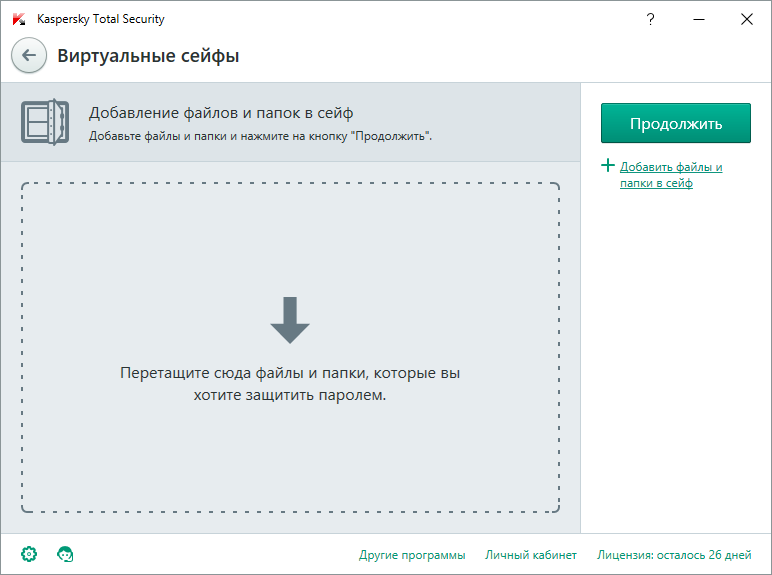 Kaspersky Total Security
?
Виртуальные сейфы
Добавление файлов и папок в сейф
Добавьте файлы и папки и нажмите на кнопку "Продолжить".
Продолжить
Добавить файлы и
папки в сейф
Перетащите сюда файлы и папки, которые вы
хотите защитить паролем.
Другие программы
Личный кабинет
Лицензия: осталось 26 дней